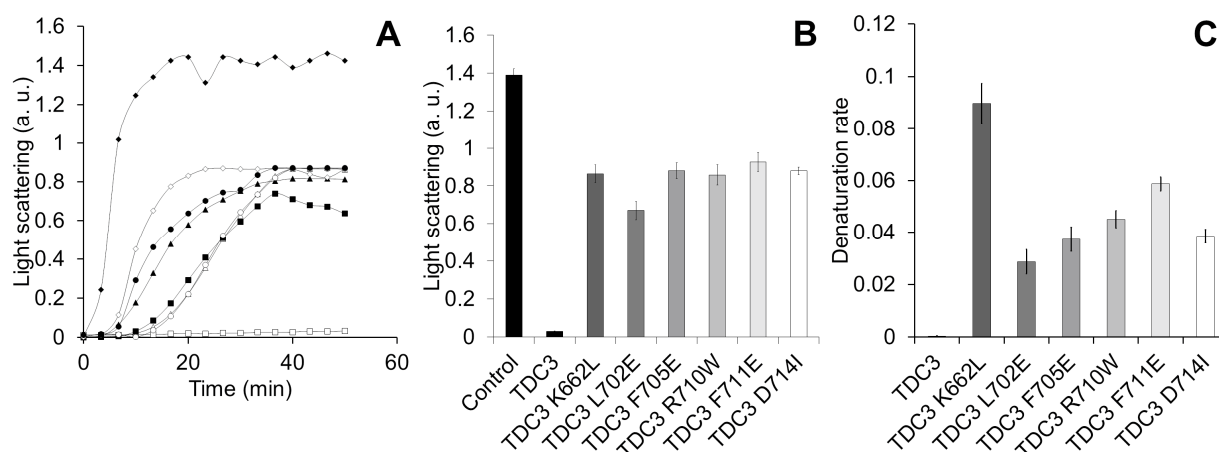 A
Light scattering (a. u.)
1.6
1.4
1.2
1
0.8
0.6
0.4
0.2
0
0
20
40
60
Time (min)
B
Light scattering (a. u.)
1.6
1.4
1.2
1
0.8
0.6
0.4
0.2
0
Control
TDC3
TDC3 K662L
TDC3 L702E
TDC3 F705E
TDC3 R710W
TDC3 F711E
TDC3 D714I
C
Denaturation rate
0.12
0.1
0.08
0.06
0.04
0.02
0
TDC3
TDC3 K662L
TDC3 L702E
TDC3 F705E
TDC3 R710W
TDC3 F711E
TDC3 D714I